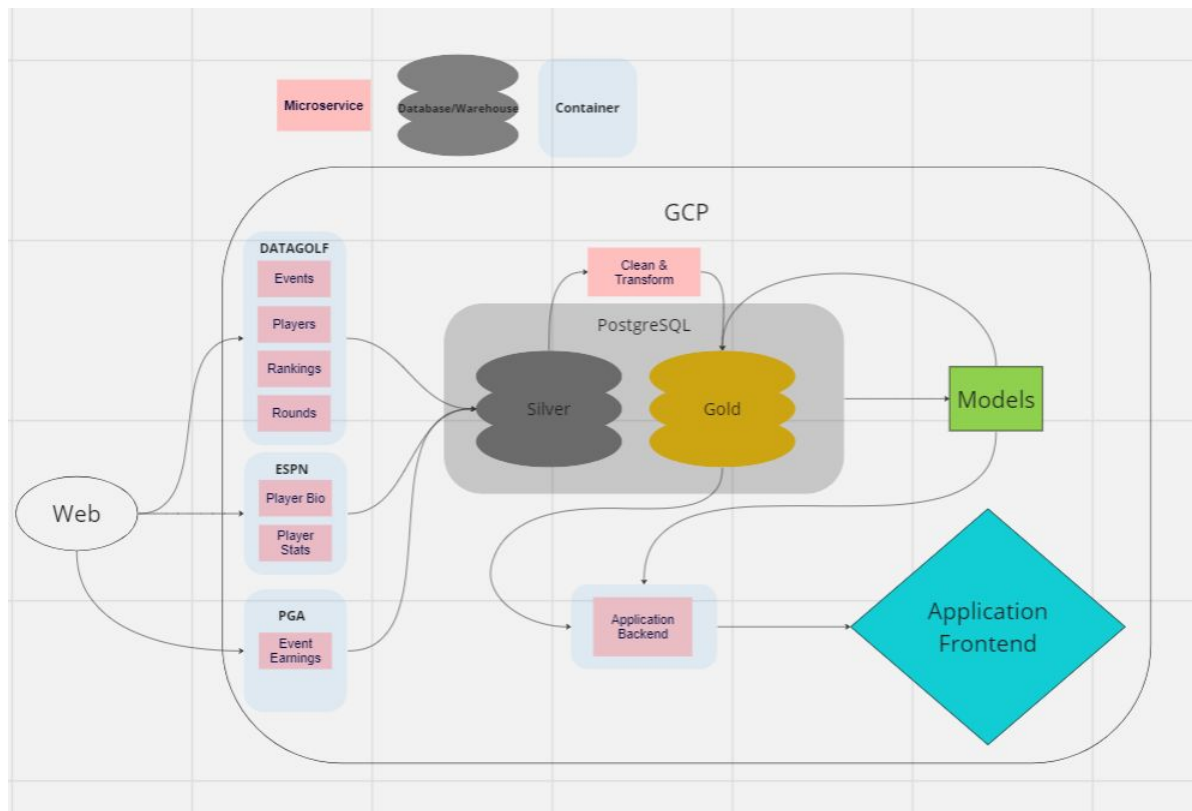 Microservice
Database/Warehouse
Container
GCP
DATAGOLF
Events
Players
Rankings
Rounds
ESPN
Player Bio
Player
Stats
PGA
Event
Earnings
Web
Clean &
Transform
PostgreSQL
Silver
Gold
Models
Application
Backend
Application
Frontend